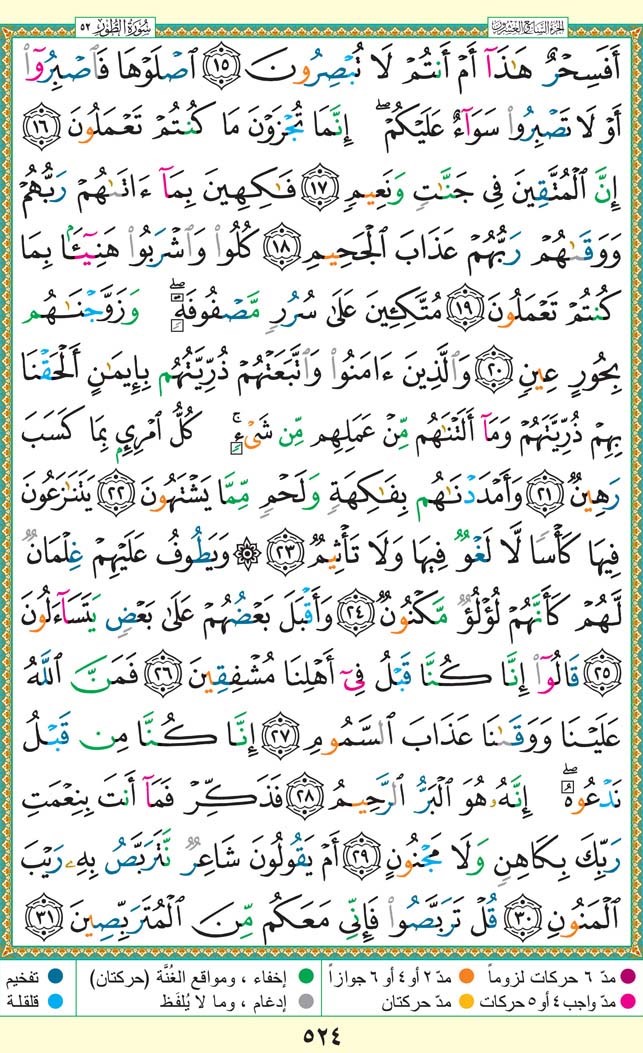 سُورَةُ الطُّورِ ٥٢
الجزء السابع والعشرون
أَفَسِحْرٌ هَٰذَآ أَمْ أَنتُمْ لَا تُبْصِرُونَ ١٥ ٱصْلَوْهَا فَٱصْبِرُوٓا۟
أَوْ لَا تَصْبِرُوا۟ سَوَآءٌ عَلَيْكُمْ ۖ إِنَّمَا تُجْزَوْنَ مَا كُنتُمْ تَعْمَلُونَ ١٦
إِنَّ ٱلْمُتَّقِينَ فِى جَنَّٰتٍ وَنَعِيمٍ ١٧ فَٰكِهِينَ بِمَآ ءَاتَىٰهُمْ رَبُّهُمْ
وَوَقَىٰهُمْ رَبُّهُمْ عَذَابَ ٱلْجَحِيمِ ١٨ كُلُوا۟ وَٱشْرَبُوا۟ هَنِيٓـًٔۢا بِمَا
كُنتُمْ تَعْمَلُونَ ١٩ مُتَّكِـِٔينَ عَلَىٰ سُرُرٍ مَّصْفُوفَةٍ ۖ وَزَوَّجْنَٰهُم
بِحُورٍ عِينٍ ٢٠ وَٱلَّذِينَ ءَامَنُوا۟ وَٱتَّبَعَتْهُمْ ذُرِّيَّتُهُم بِإِيمَٰنٍ أَلْحَقْنَا
بِهِمْ ذُرِّيَّتَهُمْ وَمَآ أَلَتْنَٰهُم مِّنْ عَمَلِهِم مِّن شَىْءٍ ۚ كُلُّ ٱمْرِئٍۭ بِمَا كَسَبَ
رَهِينٌ ٢١ وَأَمْدَدْنَٰهُم بِفَٰكِهَةٍ وَلَحْمٍ مِّمَّا يَشْتَهُونَ ٢٢ يَتَنَٰزَعُونَ
فِيهَا كَأْسًا لَّا لَغْوٌ فِيهَا وَلَا تَأْثِيمٌ ٢٣ ۞ وَيَطُوفُ عَلَيْهِمْ غِلْمَانٌ
لَّهُمْ كَأَنَّهُمْ لُؤْلُؤٌ مَّكْنُونٌ ٢٤ وَأَقْبَلَ بَعْضُهُمْ عَلَىٰ بَعْضٍ يَتَسَآءَلُونَ
٢٥ قَالُوٓا۟ إِنَّا كُنَّا قَبْلُ فِىٓ أَهْلِنَا مُشْفِقِينَ ٢٦ فَمَنَّ ٱللَّهُ
عَلَيْنَا وَوَقَىٰنَا عَذَابَ ٱلسَّمُومِ ٢٧ إِنَّا كُنَّا مِن قَبْلُ
نَدْعُوهُ ۖ إِنَّهُۥ هُوَ ٱلْبَرُّ ٱلرَّحِيمُ ٢٨ فَذَكِّرْ فَمَآ أَنتَ بِنِعْمَتِ
رَبِّكَ بِكَاهِنٍ وَلَا مَجْنُونٍ ٢٩ أَمْ يَقُولُونَ شَاعِرٌ نَّتَرَبَّصُ بِهِۦ رَيْبَ
ٱلْمَنُونِ ٣٠ قُلْ تَرَبَّصُوا۟ فَإِنِّى مَعَكُم مِّنَ ٱلْمُتَرَبِّصِينَ ٣١
مدّ ٦ حركات لزوماً مدّ ٢ أو ٤ أو ٦ جوازاً إخفاء ، ومواقع الغُنَّة (حركتان) تفخيم
مدّ واجب ٤ أو ٥ حركات مدّ حركتان إدغام ، وما لا يُلفَظ قلقلة
٥٢٤